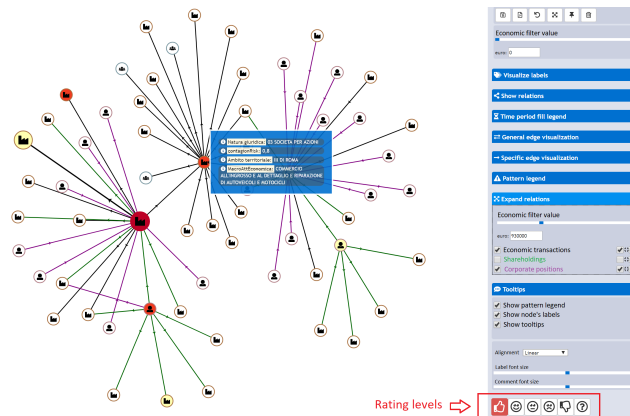 Economic filter value
euro: 0
Visualize labels
Show relations
Time period fill legend
General edge visualization
Specific edge visualization
Pattern legend
Expand relations
Economic filter value
euro: 930000
Economic transactions
Shareholdings
Corporate positions
Tooltips
Show pattern legend
Show node's labels
Show tooltips
Alignment: Linear
Label font size
Comment font size
Rating levels
Natura giuridica: 03 SOCIETA PER AZIONI
contagionRisk: 0.8
Ambito territoriale: DI ROMA
MacroAttEconomica: COMMERCIO
ALL'INGROSSO E AL DETTAGLIO E RIPARAZIONE
DI AUTOVEICOLI E MOTOCICLI